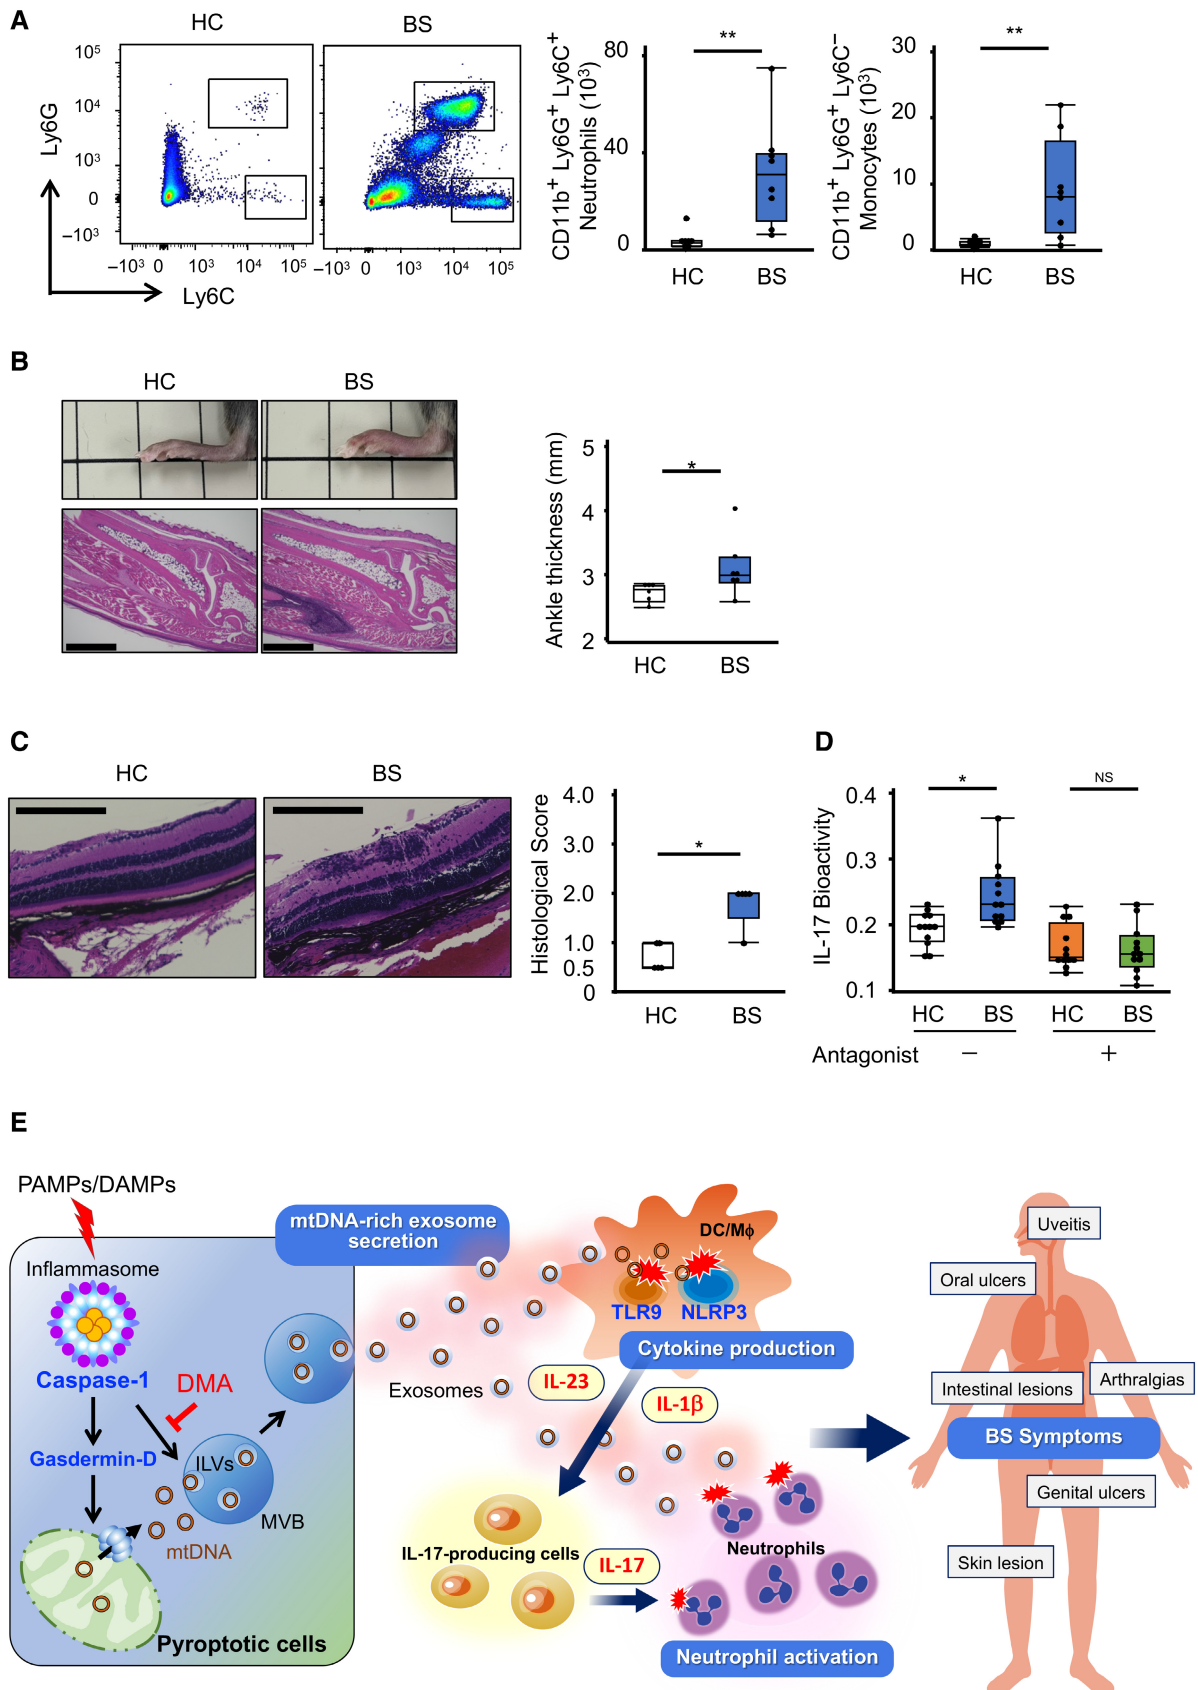 A
HC
BS
Ly6G
10⁵
10⁴
10³
0
−10³
−10³ 0 10³ 10⁴ 10⁵
−10³ 0 10³ 10⁴ 10⁵
Ly6C
CD11b⁺ Ly6G⁺ Ly6C⁺
Neutrophils (10³)
80
40
0
**
HC
BS
CD11b⁺ Ly6G⁺ Ly6C⁻
Monocytes (10³)
30
20
10
0
**
HC
BS
B
HC
BS
Ankle thickness (mm)
5
4
3
2
*
HC
BS
C
HC
BS
Histological Score
4.0
3.0
2.0
1.0
0.5
0
*
HC
BS
D
IL-17 Bioactivity
0.4
0.3
0.2
0.1
*
NS
HC
BS
HC
BS
Antagonist − +
E
PAMPs/DAMPs
Inflammasome
Caspase-1
DMA
Gasdermin-D
ILVs
MVB
mtDNA
Pyroptotic cells
mtDNA-rich exosome
secretion
Exosomes
DC/Mϕ
TLR9
NLRP3
Cytokine production
IL-23
IL-1β
IL-17-producing cells
IL-17
Neutrophils
Neutrophil activation
Uveitis
Oral ulcers
Arthralgias
Intestinal lesions
BS Symptoms
Genital ulcers
Skin lesion